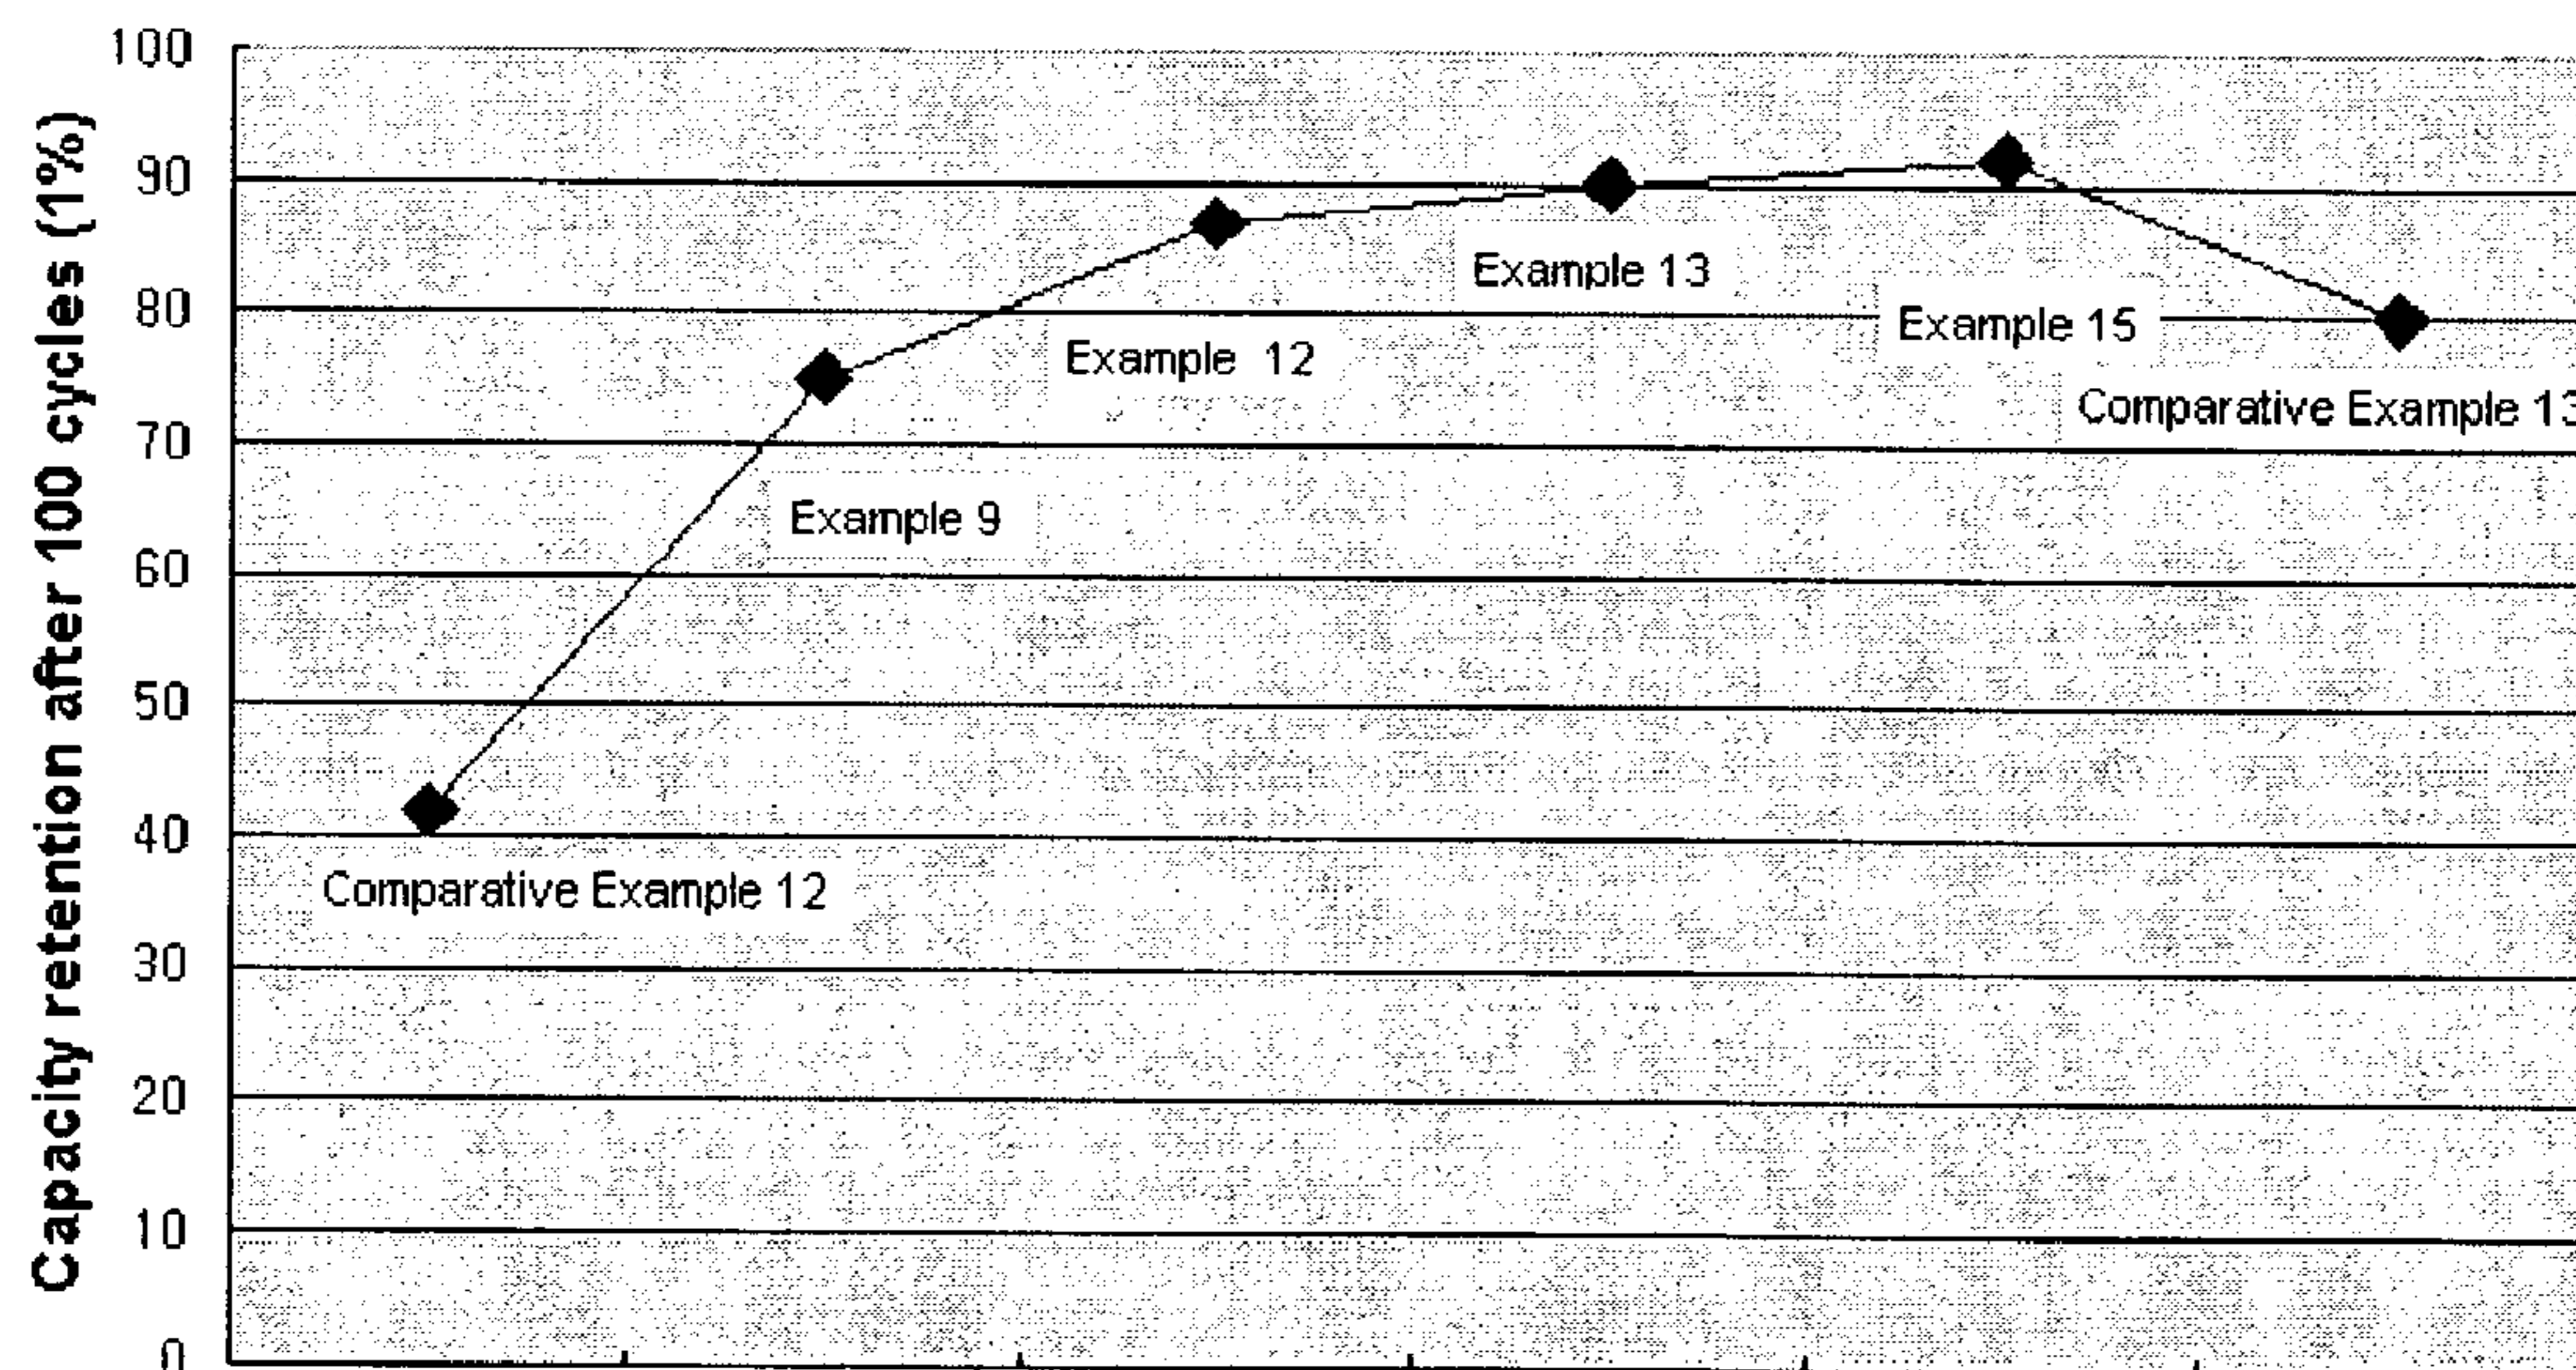 Capacity retention after 100 cycles (1%)
100
90
80
70
60
50
40
30
20
10
0
Example 13
Example 15
Example 12
Comparative Example 13
Example 9
Comparative Example 12